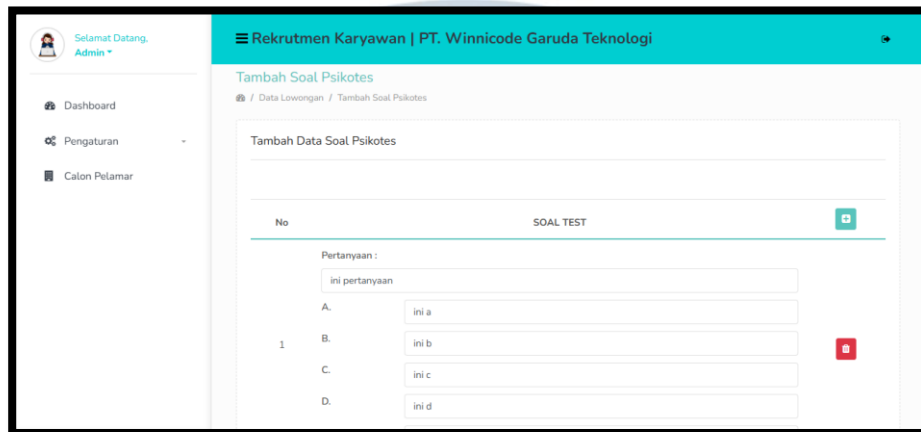 Selamat Datang,
Admin
Rekrutmen Karyawan | PT. Winnicode Garuda Teknologi
Dashboard
Pengaturan
Calon Pelamar
Tambah Soal Psikotes
/ Data Lowongan / Tambah Soal Psikotes
Tambah Data Soal Psikotes
No SOAL TEST
Pertanyaan :
ini pertanyaan
A. ini a
1
B. ini b
C. ini c
D. ini d